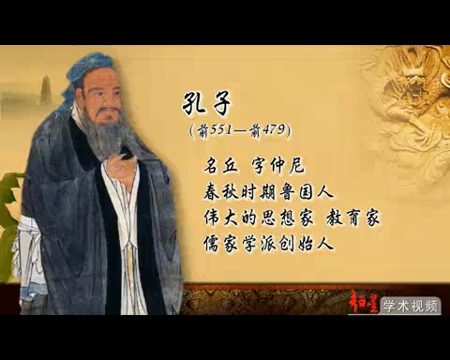 孔子
(前551—前479)
名丘 字仲尼
春秋时期鲁国人
伟大的思想家 教育家
儒家学派创始人
超星
学术视频